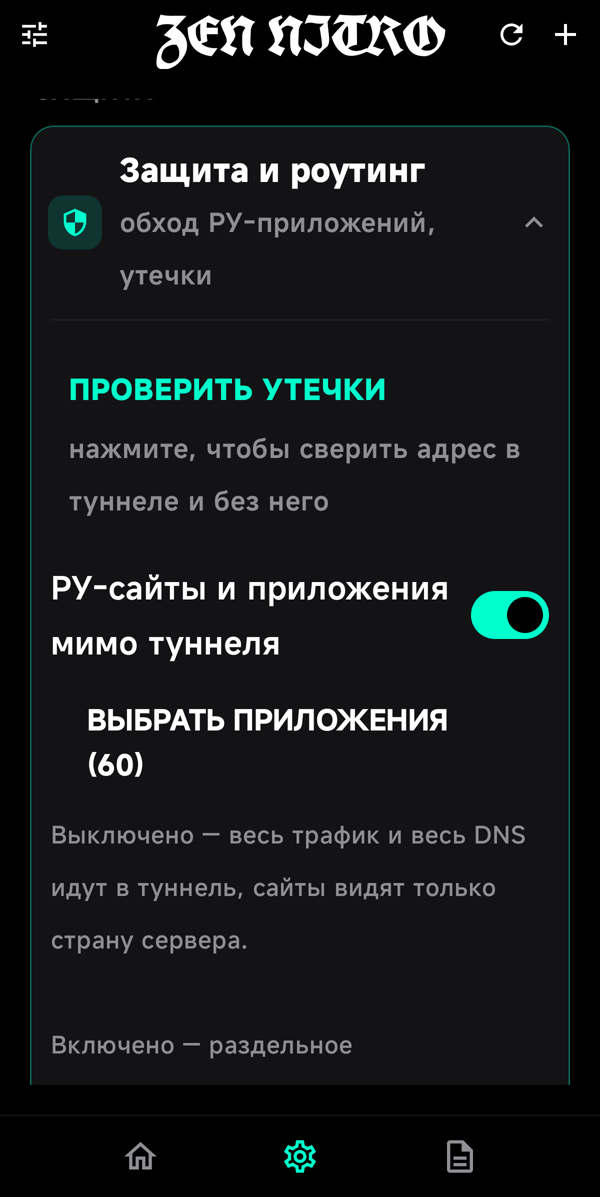 ZEN NITRO
Защита и роутинг
обход РУ-приложений,
утечки
ПРОВЕРИТЬ УТЕЧКИ
нажмите, чтобы сверить адрес в
туннеле и без него
РУ-сайты и приложения
мимо туннеля
ВЫБРАТЬ ПРИЛОЖЕНИЯ
(60)
Выключено — весь трафик и весь DNS
идут в туннель, сайты видят только
страну сервера.
Включено — раздельное